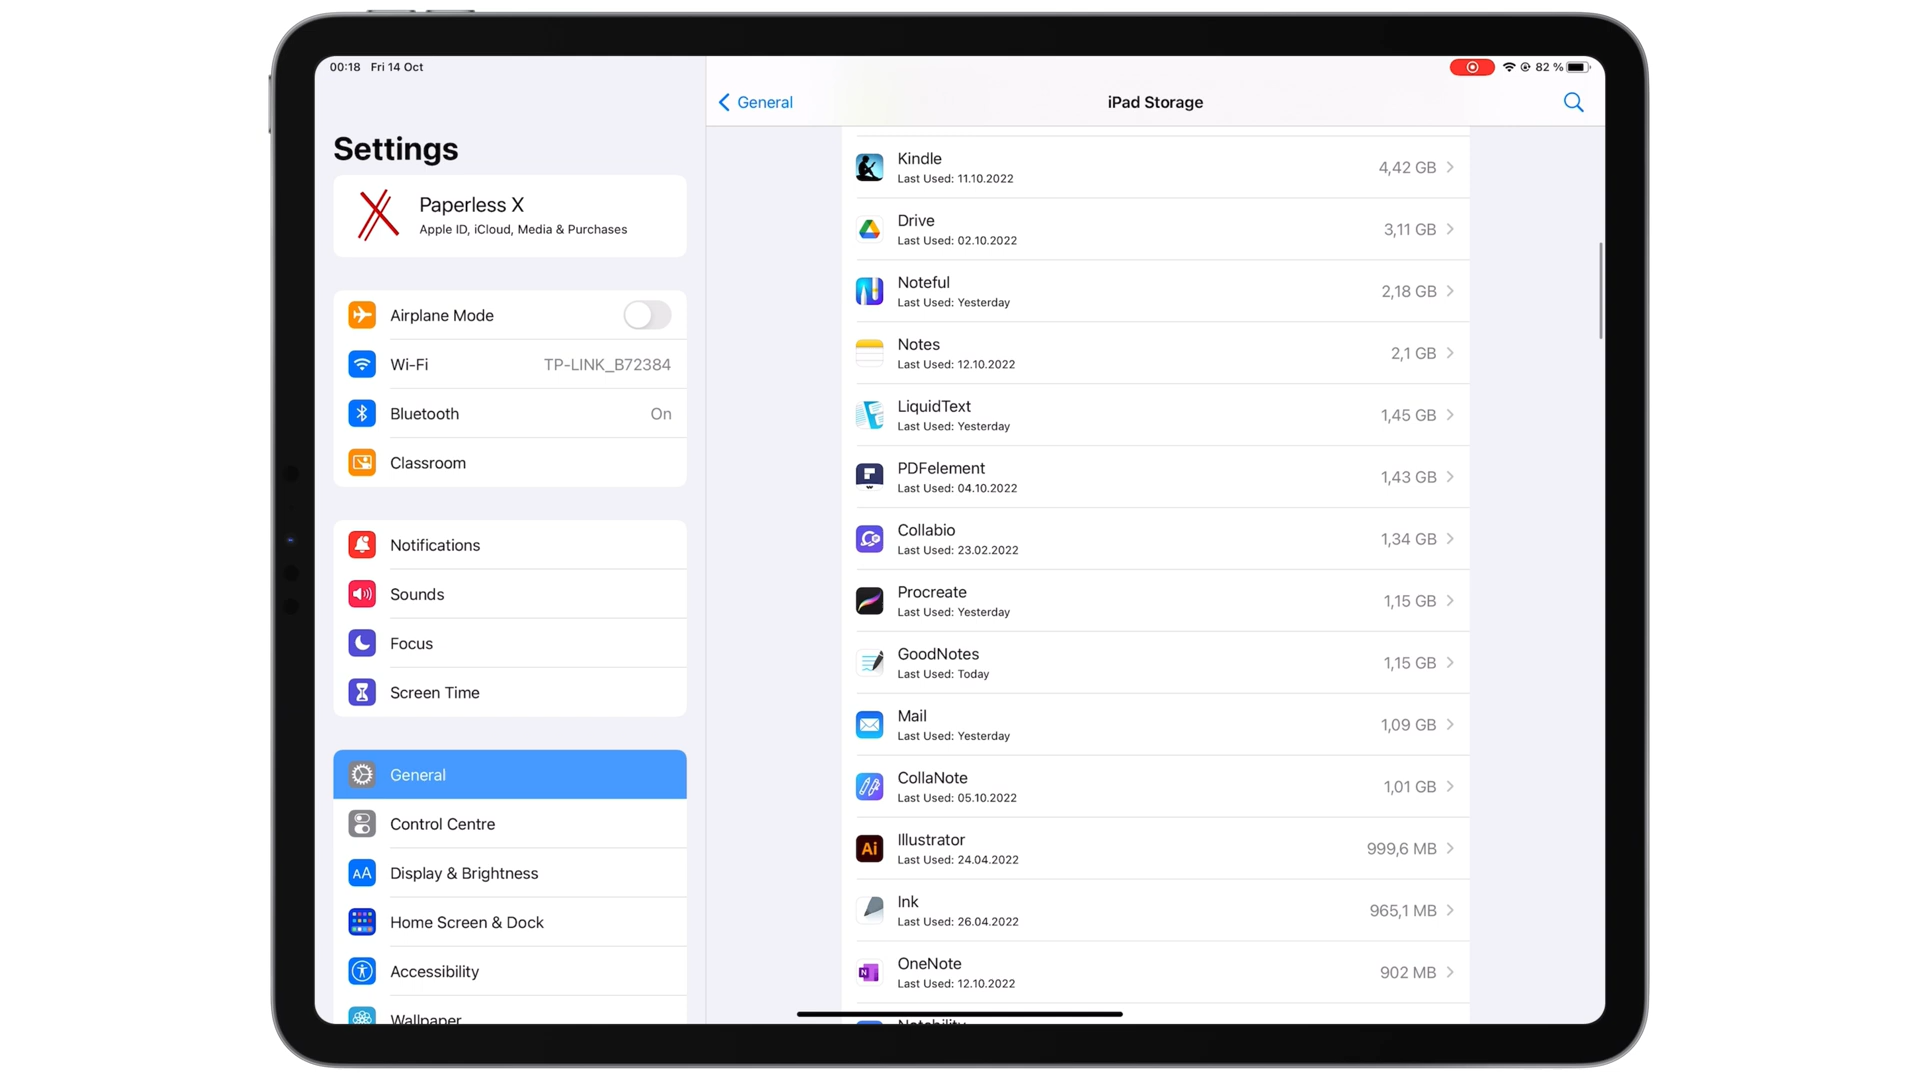 00:18 Fri 14 Oct
82 %
Settings
Paperless X
Apple ID, iCloud, Media & Purchases
Airplane Mode
Wi-Fi TP-LINK_B72384
Bluetooth On
Classroom
Notifications
Sounds
Focus
Screen Time
General
Control Centre
AA Display & Brightness
Home Screen & Dock
Accessibility
Wallpaper
General
iPad Storage
Kindle
Last Used: 11.10.2022
4,42 GB
Drive
Last Used: 02.10.2022
3,11 GB
Noteful
Last Used: Yesterday
2,18 GB
Notes
Last Used: 12.10.2022
2,1 GB
LiquidText
Last Used: Yesterday
1,45 GB
PDFelement
Last Used: 04.10.2022
1,43 GB
Collabio
Last Used: 23.02.2022
1,34 GB
Procreate
Last Used: Yesterday
1,15 GB
GoodNotes
Last Used: Today
1,15 GB
Mail
Last Used: Yesterday
1,09 GB
CollaNote
Last Used: 05.10.2022
1,01 GB
Ai Illustrator
Last Used: 24.04.2022
999,6 MB
Ink
Last Used: 26.04.2022
965,1 MB
N OneNote
Last Used: 12.10.2022
902 MB
Notability